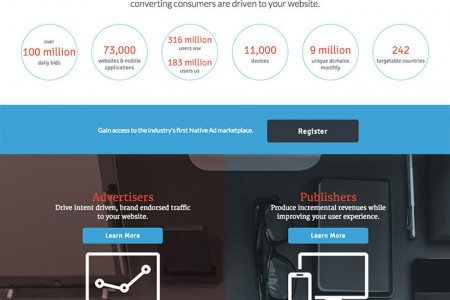 converting consumers are driven to your website.
over
100 million
daily bids
73,000
websites & mobile
applications
316 million
users ww
183 million
users us
11,000
devices
9 million
unique domains
monthly
242
targetable countries
Gain access to the industry's first Native Ad marketplace.
Register
Advertisers
Drive intent driven, brand endorsed traffic
to your website.
Learn More
Publishers
Produce incremental revenues while
improving your user experience.
Learn More